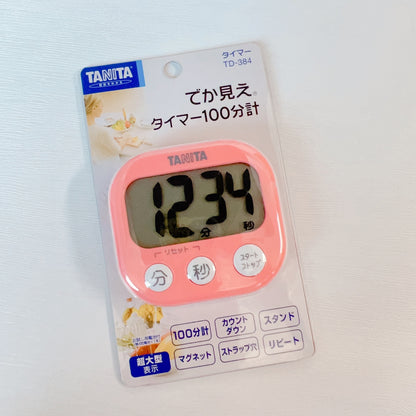 TANITA
タイマー
TD-384
でか見え®
タイマー100分計
TANITA
12 34
分 秒
リセット
分 秒 スタート
ストップ
超大型
表示
100分計 カウント
ダウン スタンド
マグネット ストラップ穴 リピート